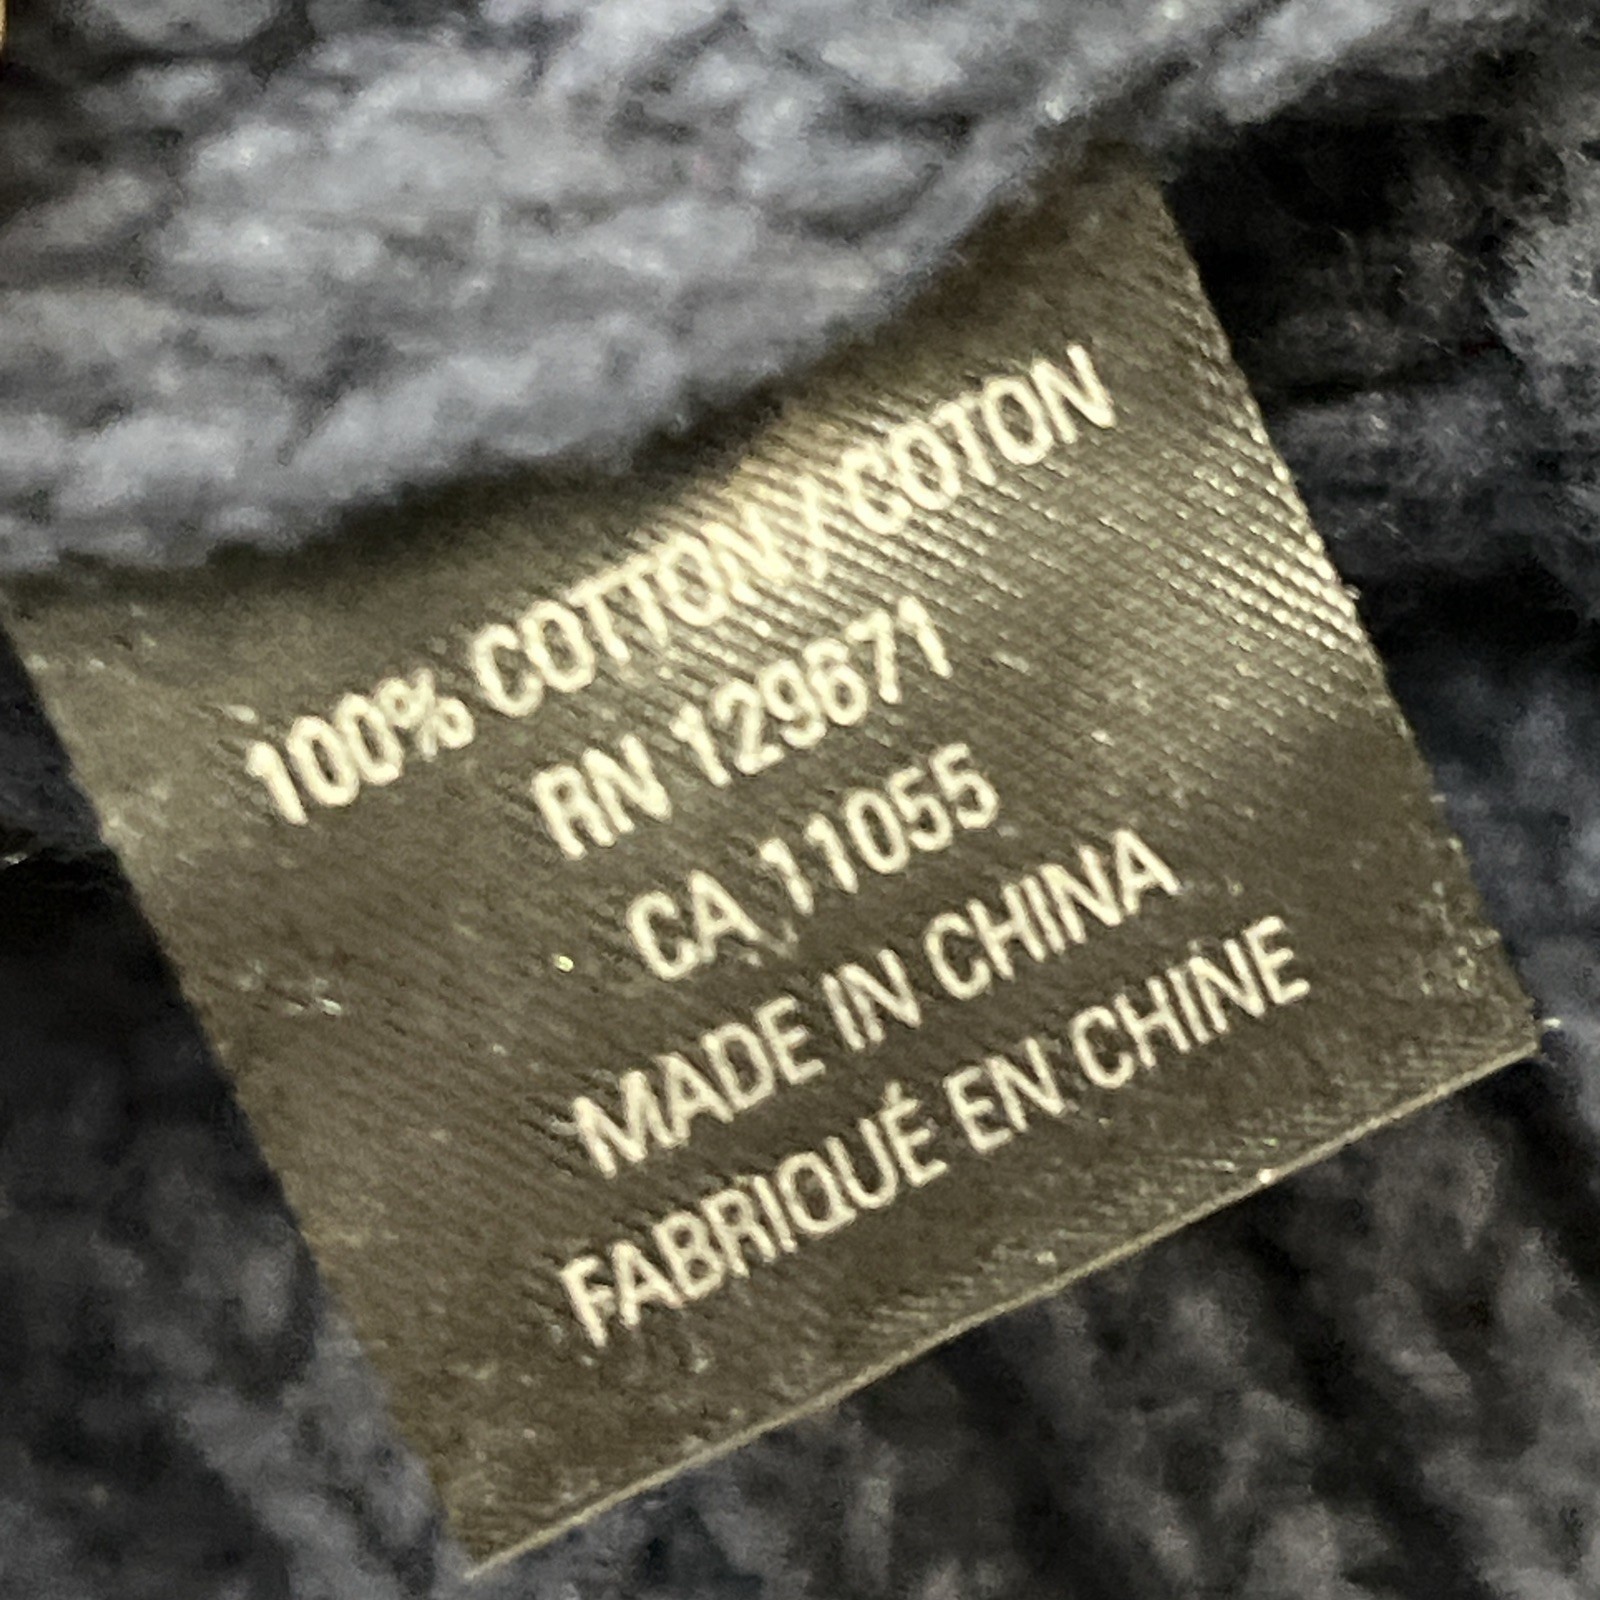 100% COTTON / COTON
RN 129671
CA 11055
MADE IN CHINA
FABRIQUÉ EN CHINE